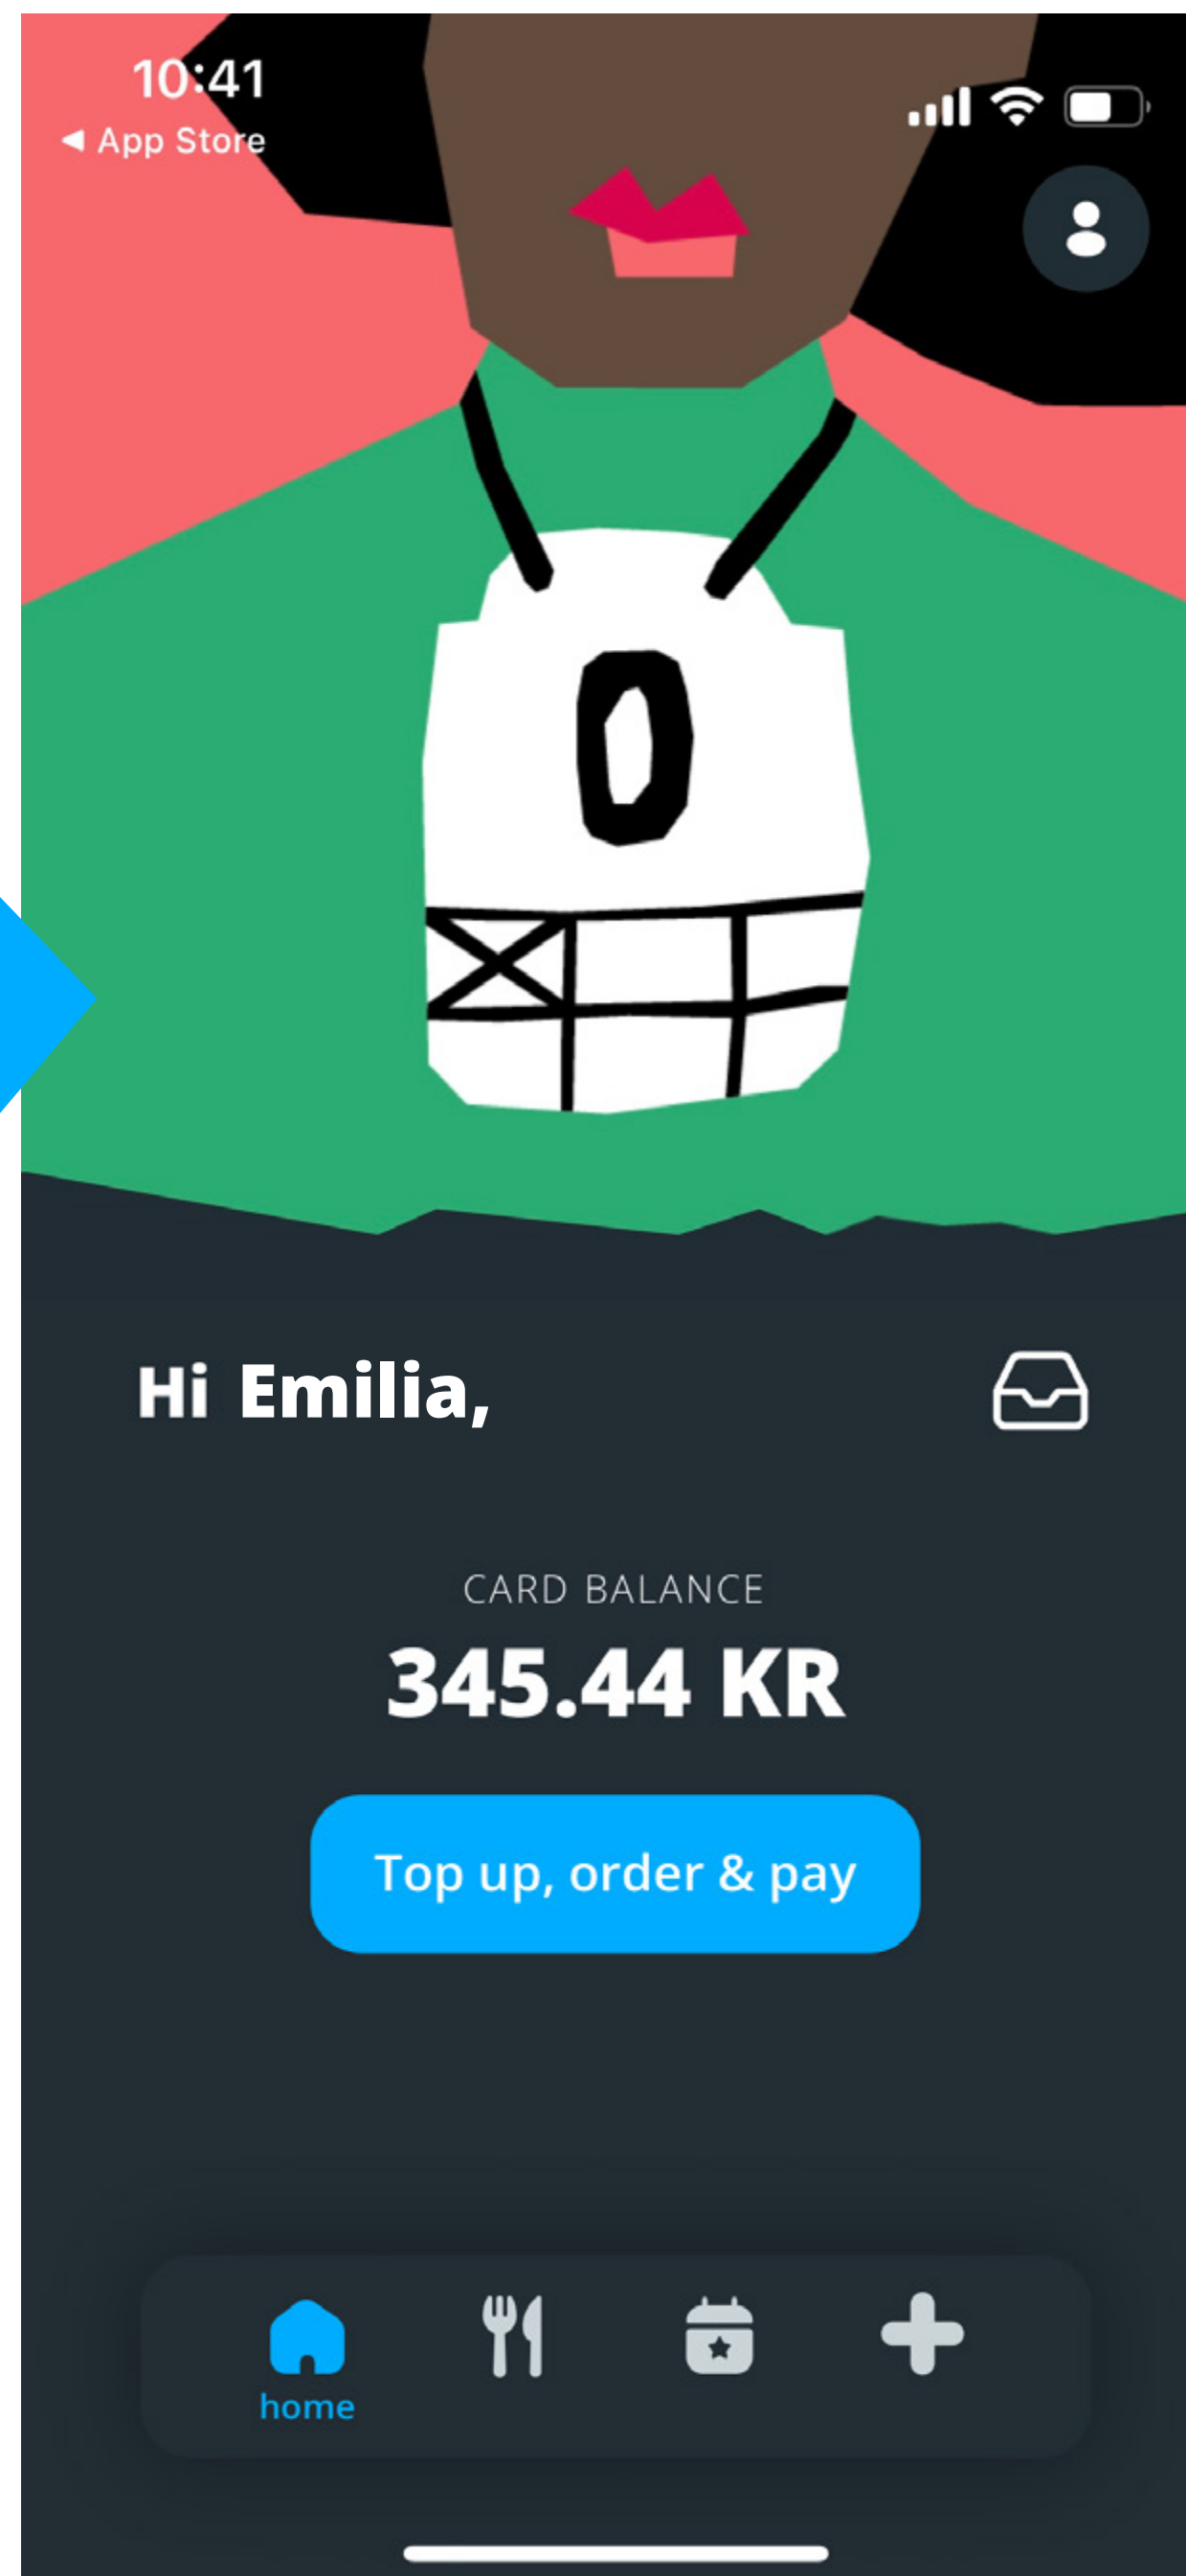 10:41
◀ App Store
0
Hi Emilia,
CARD BALANCE
345.44 KR
Top up, order & pay
home